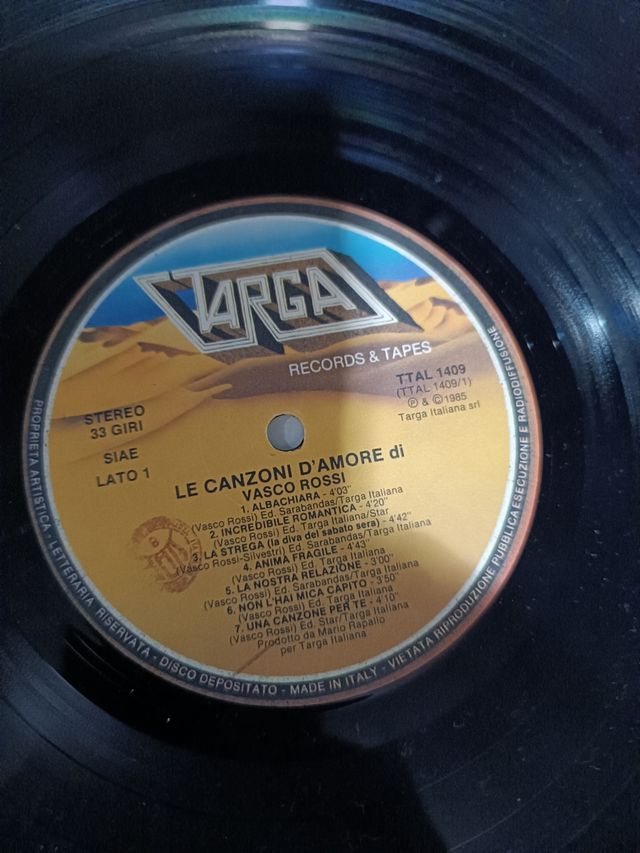 TARGA
RECORDS & TAPES
TTAL 1409
(TTAL 1409/1)
℗ & ©1985
Targa Italiana srl
STEREO
33 GIRI
SIAE
LATO 1
LE CANZONI D'AMORE di
VASCO ROSSI
1. ALBACHIARA - 4'03"
(Vasco Rossi) Ed. Sarabandas/Targa Italiana
2. INCREDIBILE ROMANTICA - 4'20"
(Vasco Rossi) Ed. Targa Italiana/Star
3. LA STREGA (la diva del sabato sera) - 4'42"
(Vasco Rossi-Silvestri) Ed. Sarabandas/Targa Italiana
4. ANIMA FRAGILE - 4'43"
(Vasco Rossi) Ed. Targa Italiana
5. LA NOSTRA RELAZIONE - 3'00"
(Vasco Rossi) Ed. Sarabandas/Targa Italiana
6. NON L'HAI MICA CAPITO - 3'50"
(Vasco Rossi) Ed. Targa Italiana
7. UNA CANZONE PER TE - 4'10"
(Vasco Rossi) Ed. Star/Targa Italiana
Prodotto da Mario Rapallo
per Targa Italiana
PROPRIETA ARTISTICA - LETTERARIA RISERVATA - DISCO DEPOSITATO - MADE IN ITALY - VIETATA RIPRODUZIONE PUBBLICA ESECUZIONE E RADIODIFFUSIONE